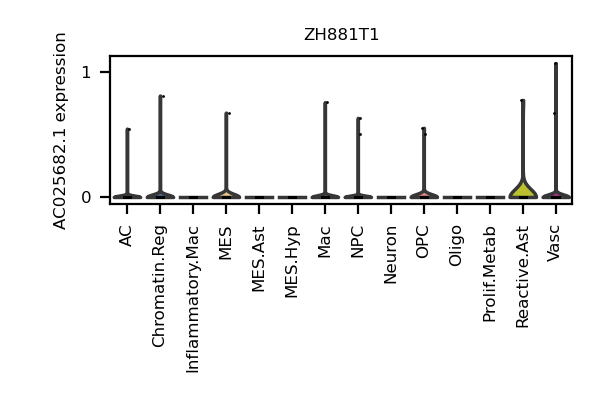 ZH881T1
AC025682.1 expression
1
0
AC
Chromatin.Reg
Inflammatory.Mac
MES
MES.Ast
MES.Hyp
Mac
NPC
Neuron
OPC
Oligo
Prolif.Metab
Reactive.Ast
Vasc